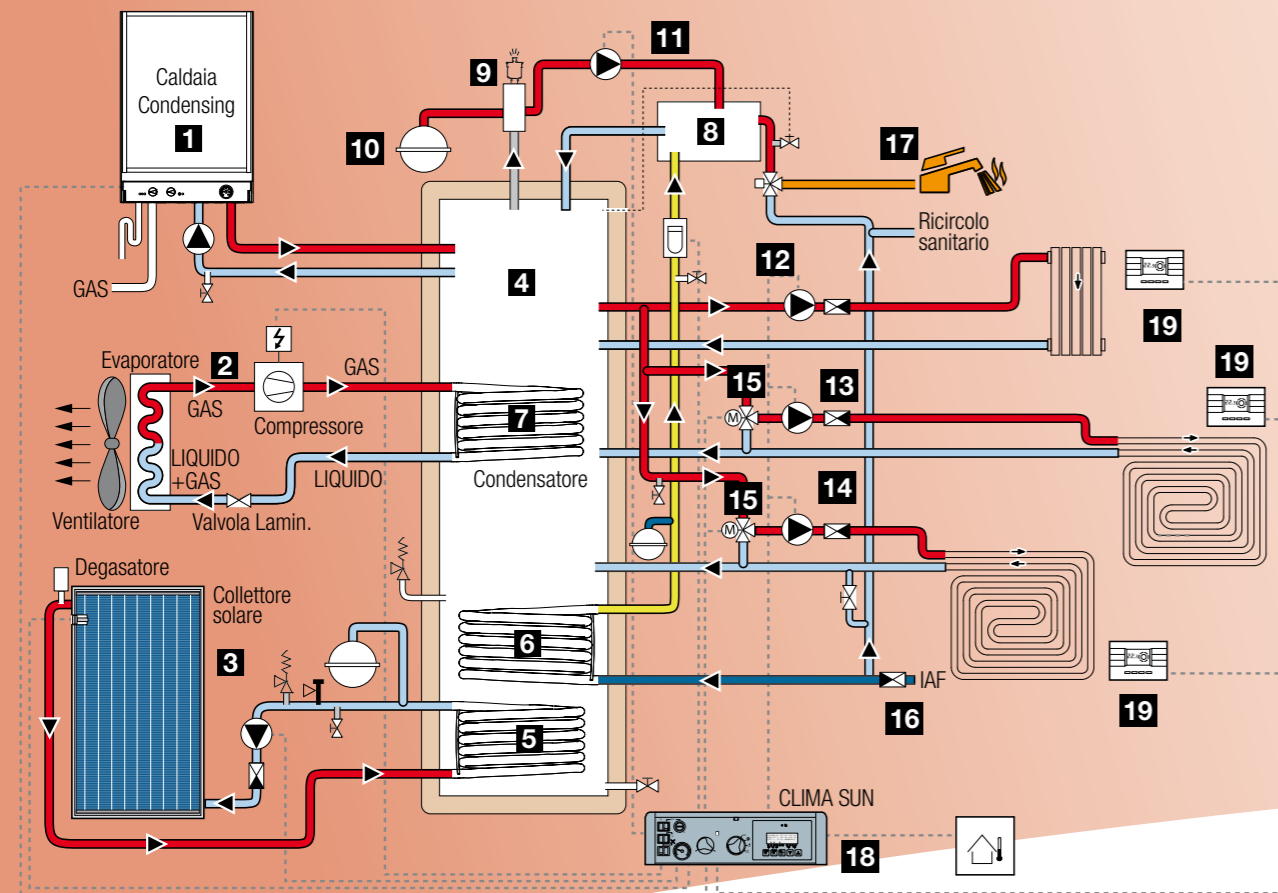 11
Caldaia
Condensing
1
9
10
8
17
Ricircolo
sanitario
GAS
4
12
19
Evaporatore
2
GAS
GAS
Compressore
19
15
13
7
LIQUIDO
+GAS
LIQUIDO
Condensatore
Ventilatore
Valvola Lamin.
15
14
M
M
Degasatore
Collettore
solare
3
6
IAF
16
19
5
CLIMA SUN
18